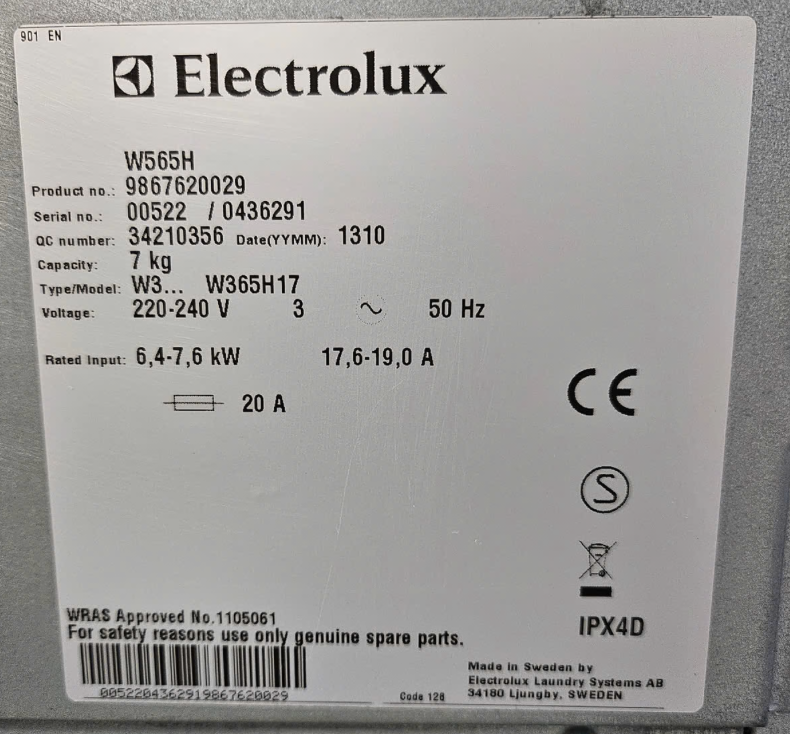 901 EN
Electrolux
W565H
Product no.: 9867620029
Serial no.: 00522 / 0436291
QC number: 34210356 Date(YYMM): 1310
Capacity: 7 kg
Type/Model: W3... W365H17
Voltage: 220-240 V 3 ~ 50 Hz
Rated Input: 6,4-7,6 kW 17,6-19,0 A
20 A
CE
S
IPX4D
WRAS Approved No.1105061
For safety reasons use only genuine spare parts.
0052204362919867620029
Code 128
Made in Sweden by
Electrolux Laundry Systems AB
34180 Ljungby, SWEDEN